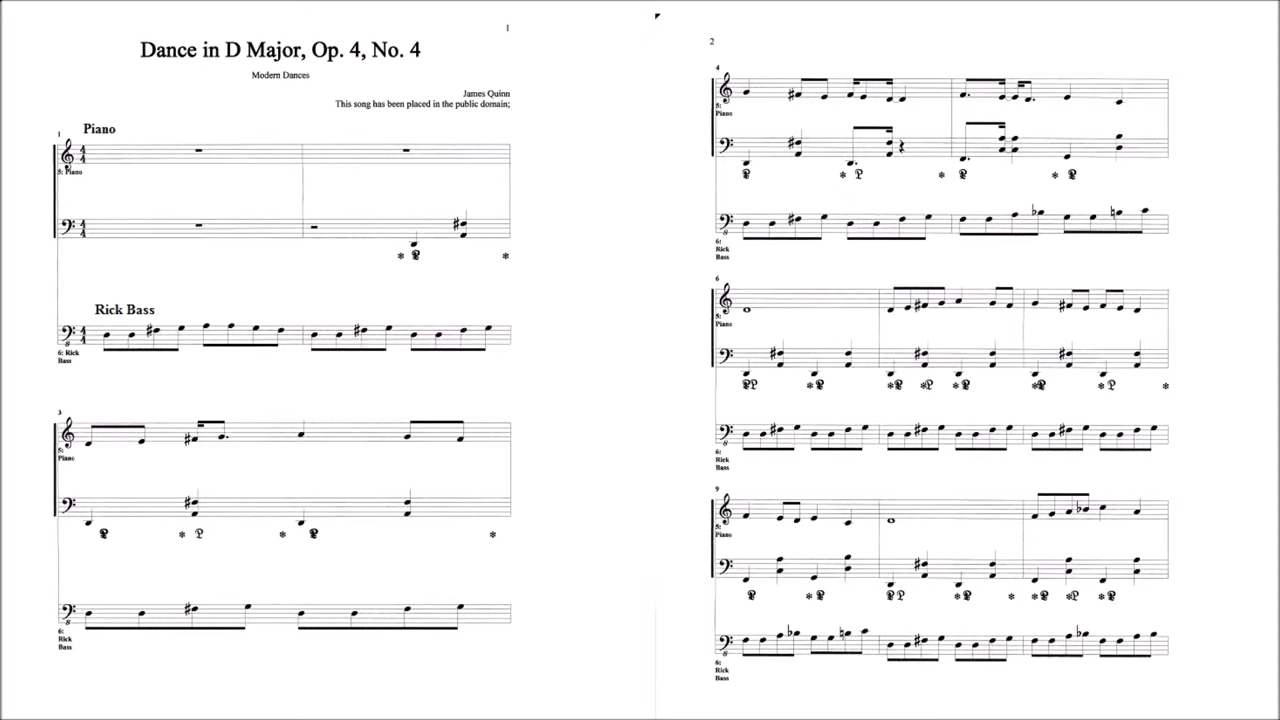 1
Dance in D Major, Op. 4, No. 4
Modern Dances
James Quinn
This song has been placed in the public domain;
Piano
1
5: Piano
Rick Bass
6: Rick
Bass
3
5:
Piano
6:
Rick
Bass
2
4
5:
Piano
6:
Rick
Bass
6
5:
Piano
6:
Rick
Bass
9
5:
Piano
6:
Rick
Bass